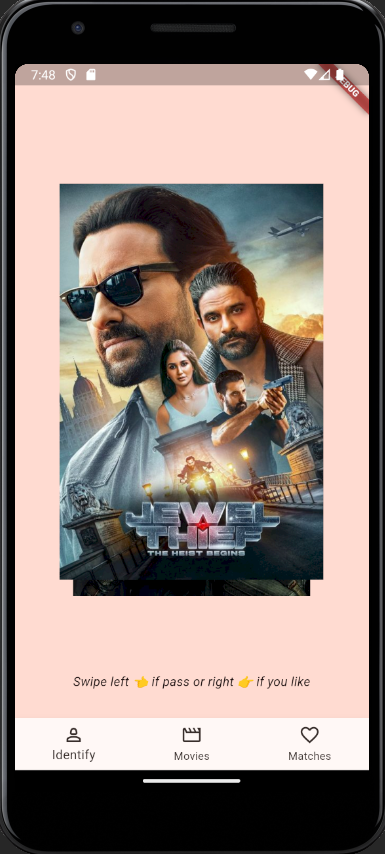 7:48
DEBUG
JEWEL
THIEF
THE HEIST BEGINS
Swipe left 👈 if pass or right 👉 if you like
Identify
Movies
Matches